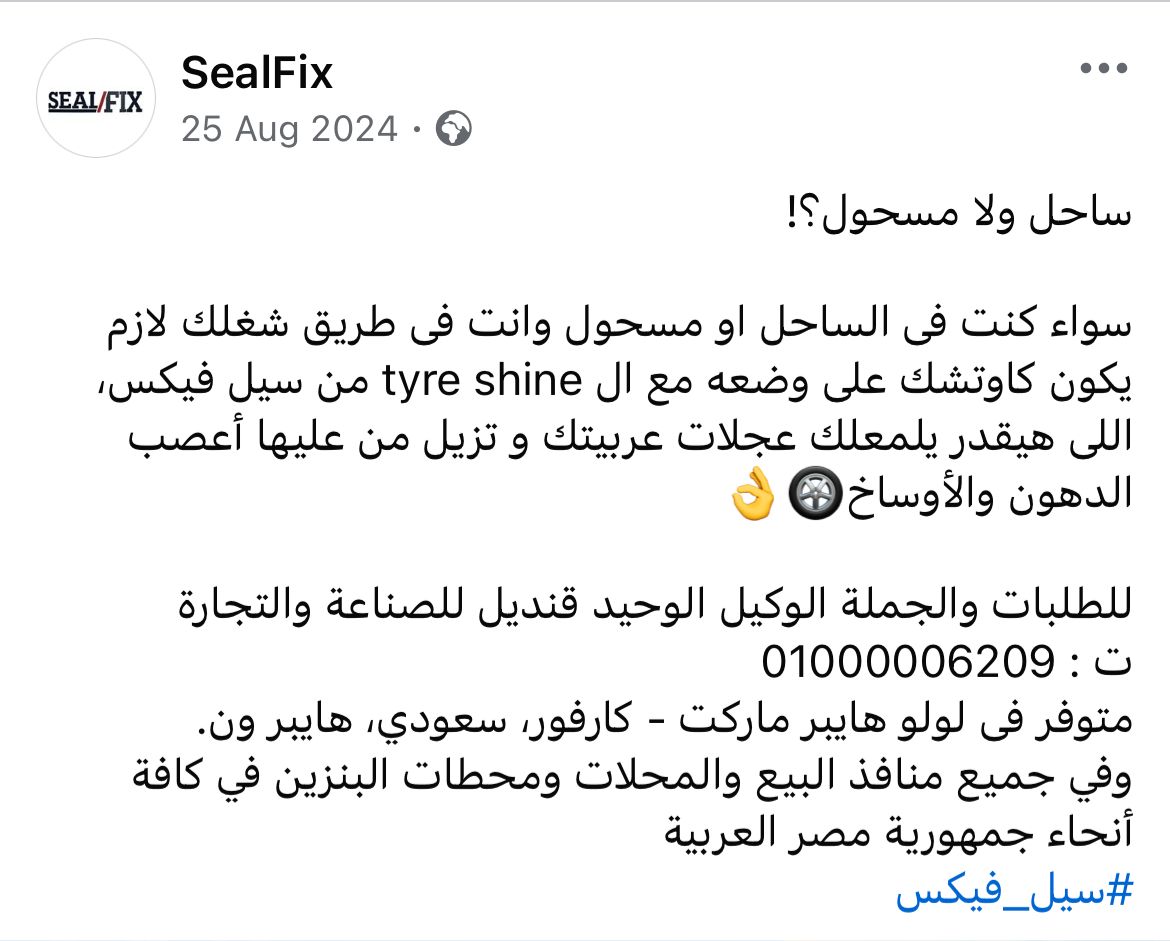 SEAL/FIX
SealFix
25 Aug 2024 ·
ساحل ولا مسحول؟!
سواء كنت فى الساحل او مسحول وانت فى طريق شغلك لازم
يكون كاوتشك على وضعه مع ال tyre shine من سيل فيكس،
اللى هيقدر يلمعلك عجلات عربيتك و تزيل من عليها أعصب
الدهون والأوساخ🛞👌
للطلبات والجملة الوكيل الوحيد قنديل للصناعة والتجارة
ت : 01000006209
متوفر فى لولو هايبر ماركت - كارفور، سعودي، هايبر ون.
وفي جميع منافذ البيع والمحلات ومحطات البنزين في كافة
أنحاء جمهورية مصر العربية
#سيل_فيكس